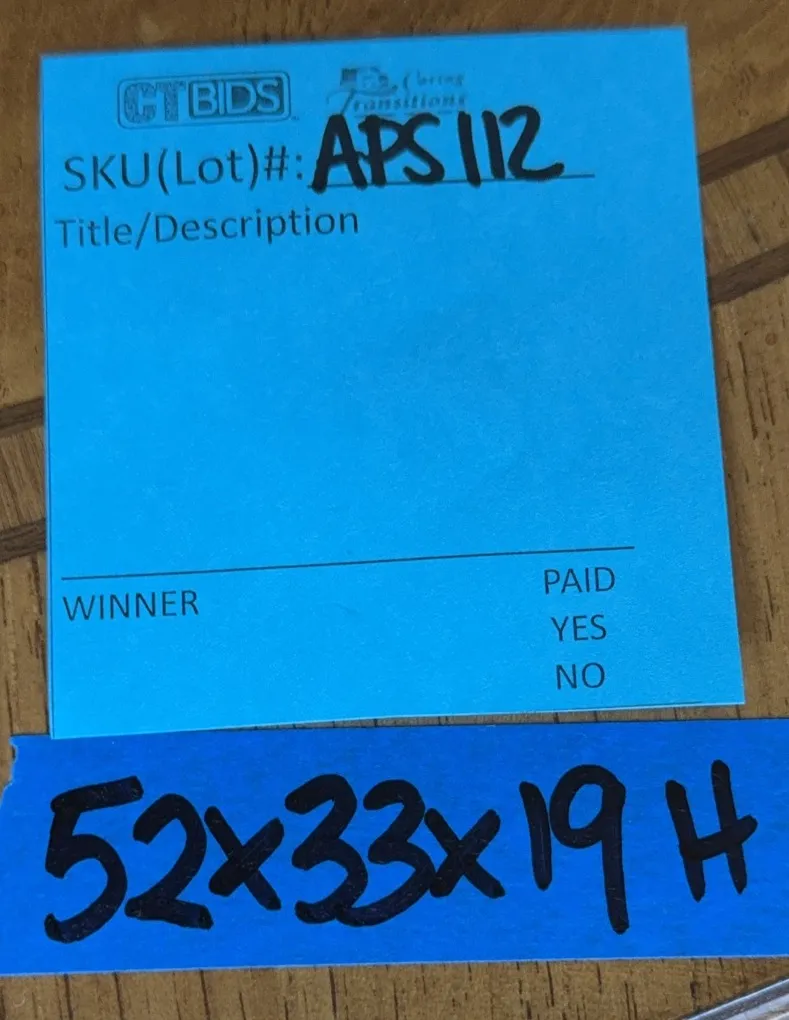 CTBIDS
Caring
Transitions
SKU(Lot)#: APS112
Title/Description
WINNER
PAID
YES
NO
52x33x19 H